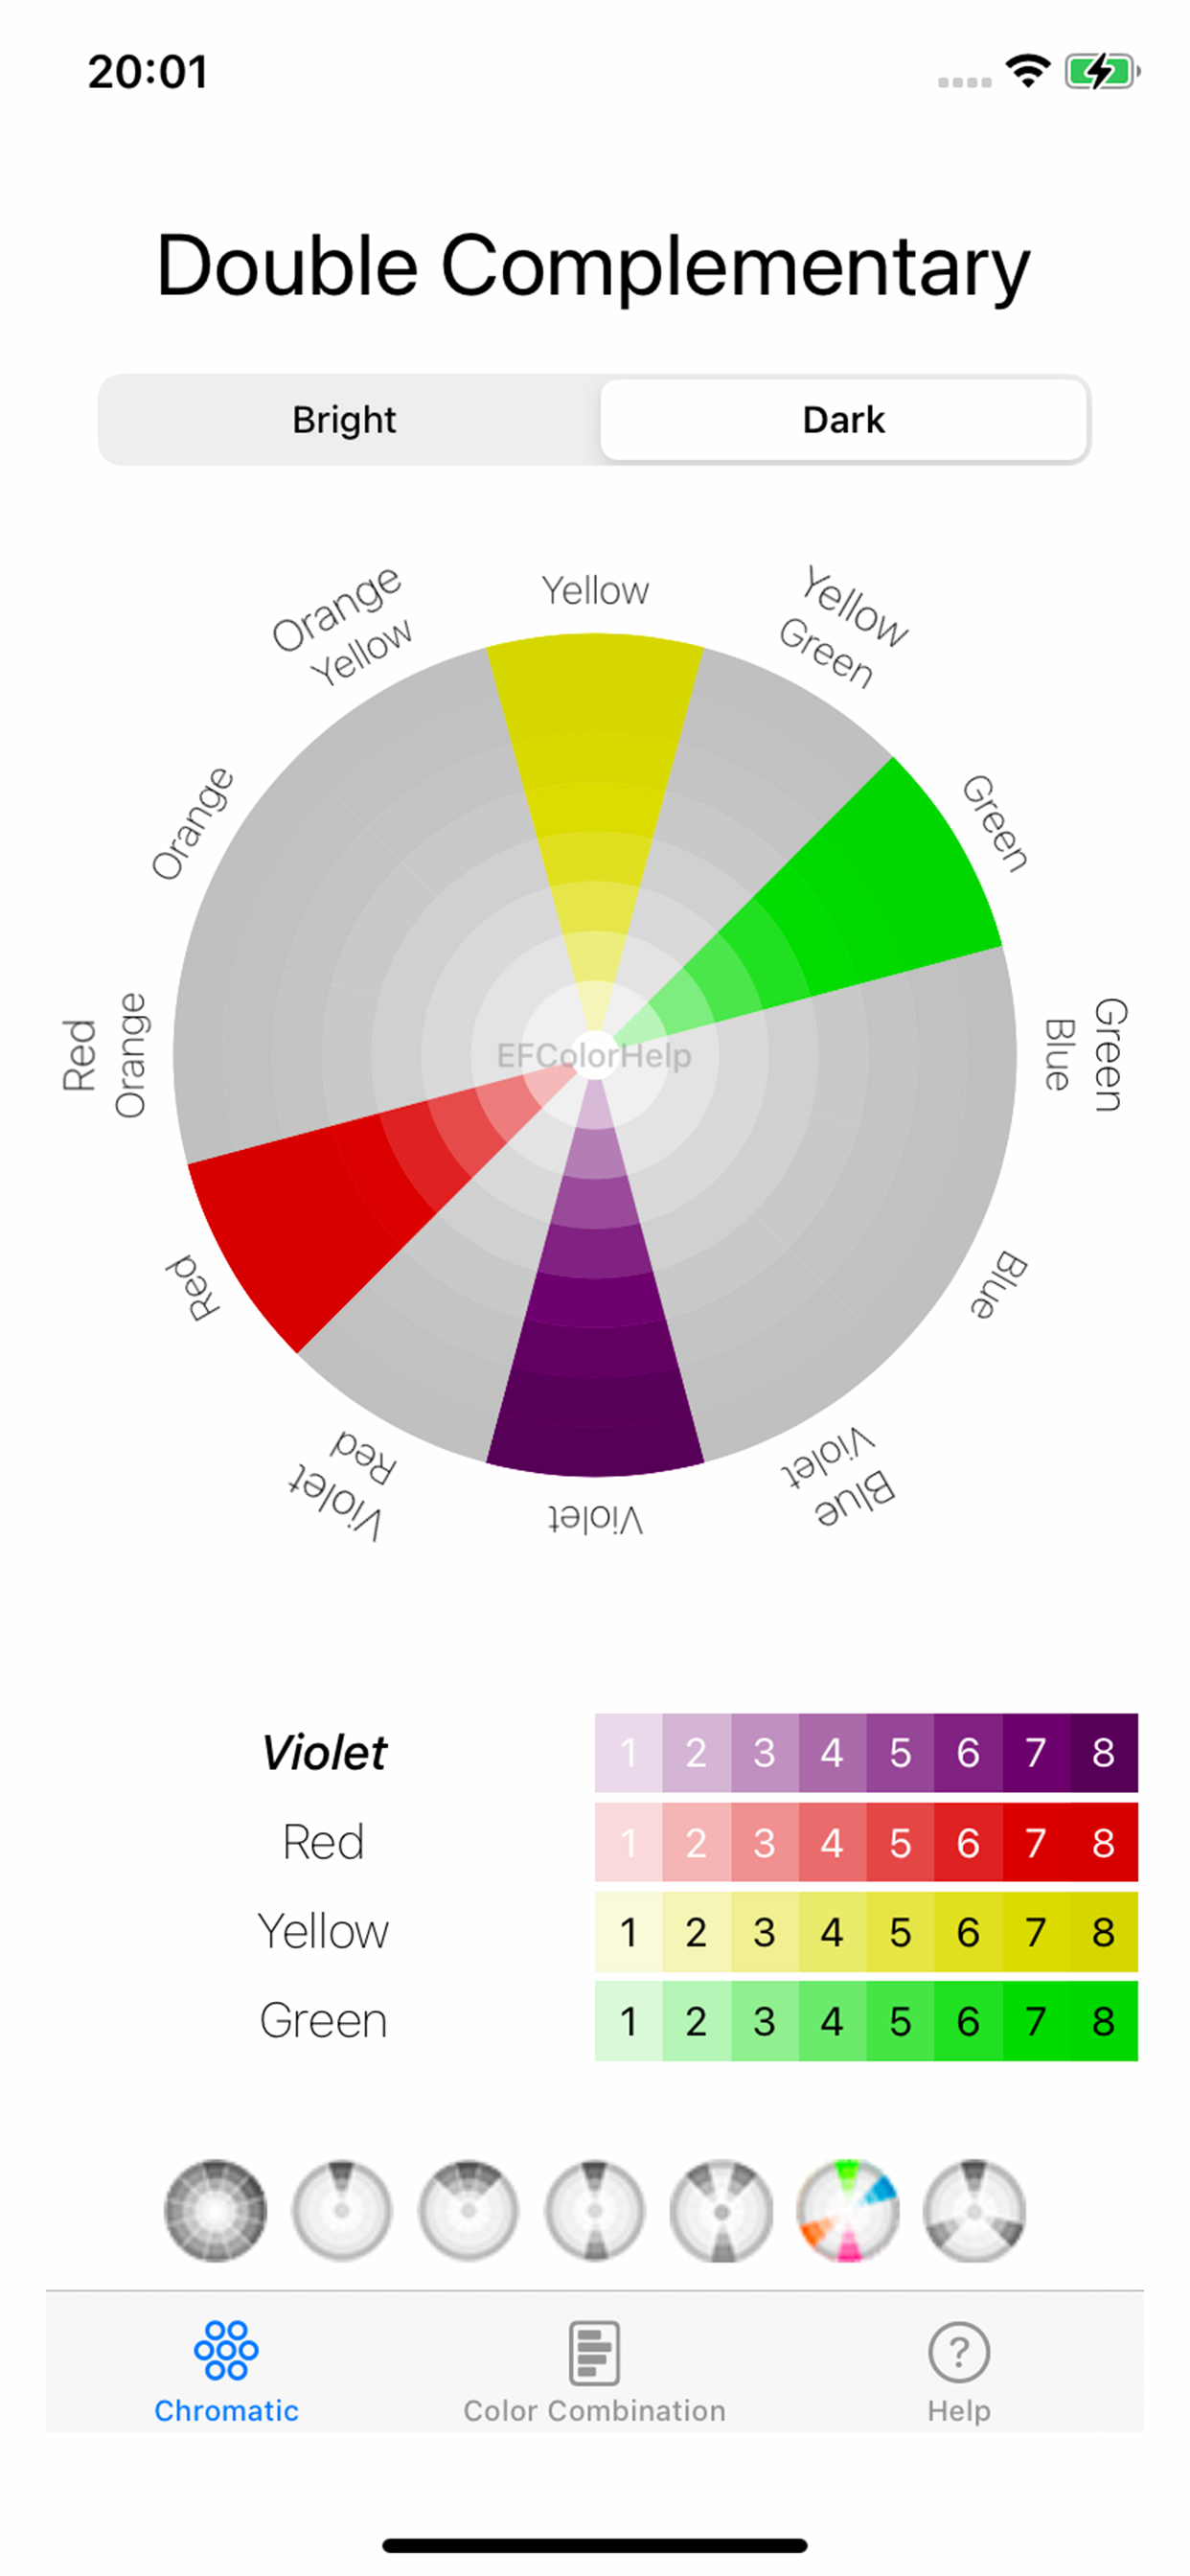 20:01
Double Complementary
Bright
Dark
Yellow
Yellow
Green
Green
Green
Blue
Blue
Blue
Violet
Violet
Violet
Red
Red
Red
Orange
Orange
Orange
Yellow
EFColorHelp
Violet 1 2 3 4 5 6 7 8
Red 1 2 3 4 5 6 7 8
Yellow 1 2 3 4 5 6 7 8
Green 1 2 3 4 5 6 7 8
Chromatic
Color Combination
?
Help